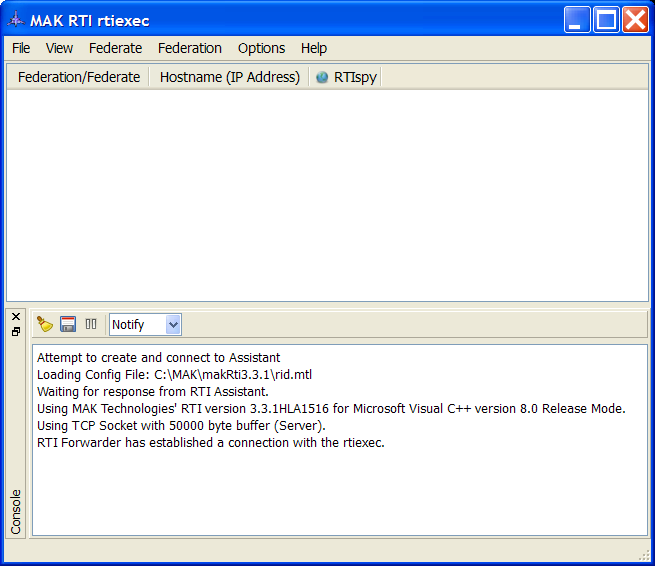 MAK RTI rtiexec
File View Federate Federation Options Help
Federation/Federate Hostname (IP Address) RTIspy
Notify
Attempt to create and connect to Assistant
Loading Config File: C:\MAK\makRti3.3.1\rid.mtl
Waiting for response from RTI Assistant.
Using MAK Technologies' RTI version 3.3.1HLA1516 for Microsoft Visual C++ version 8.0 Release Mode.
Using TCP Socket with 50000 byte buffer (Server).
RTI Forwarder has established a connection with the rtiexec.
Console